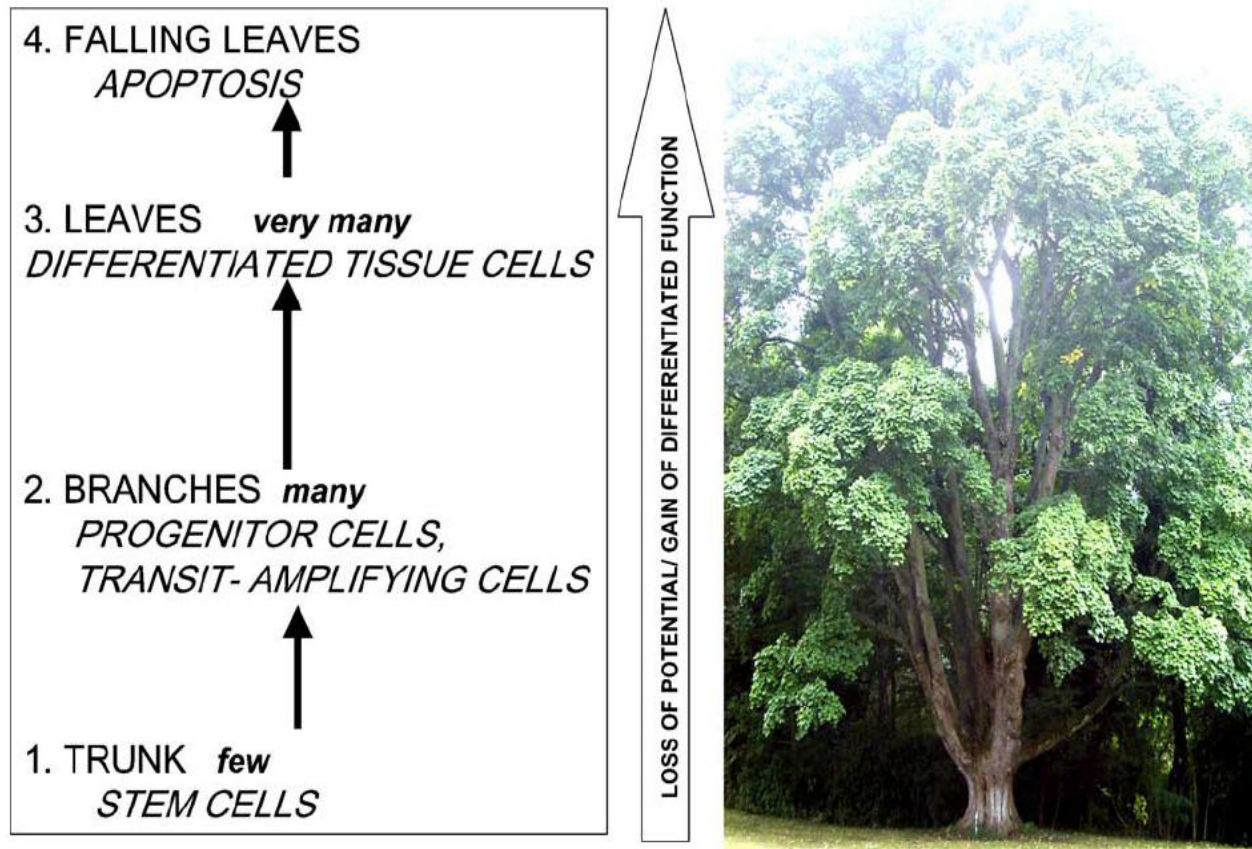 4. FALLING LEAVES
APOPTOSIS
3. LEAVES very many
DIFFERENTIATED TISSUE CELLS
2. BRANCHES many
PROGENITOR CELLS,
TRANSIT- AMPLIFYING CELLS
1. TRUNK few
STEM CELLS
LOSS OF POTENTIAL/ GAIN OF DIFFERENTIATED FUNCTION